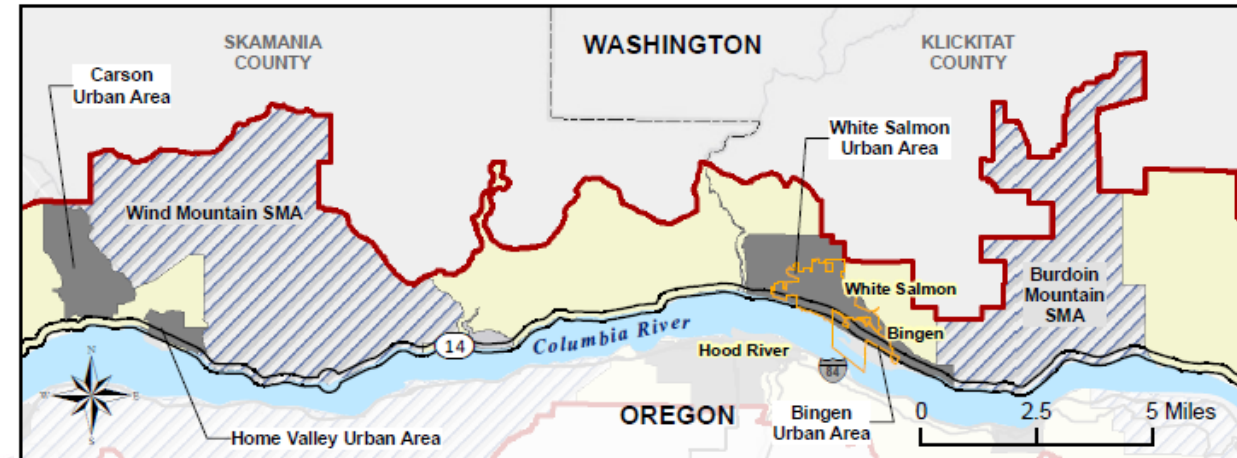 SKAMANIA
COUNTY
WASHINGTON
KLICKITAT
COUNTY
Carson
Urban Area
White Salmon
Urban Area
Wind Mountain SMA
White Salmon
Burdoin
Mountain
SMA
Bingen
Columbia River
14
Hood River
84
N
W
E
S
OREGON
Home Valley Urban Area
Bingen
Urban Area
0
2.5
5 Miles